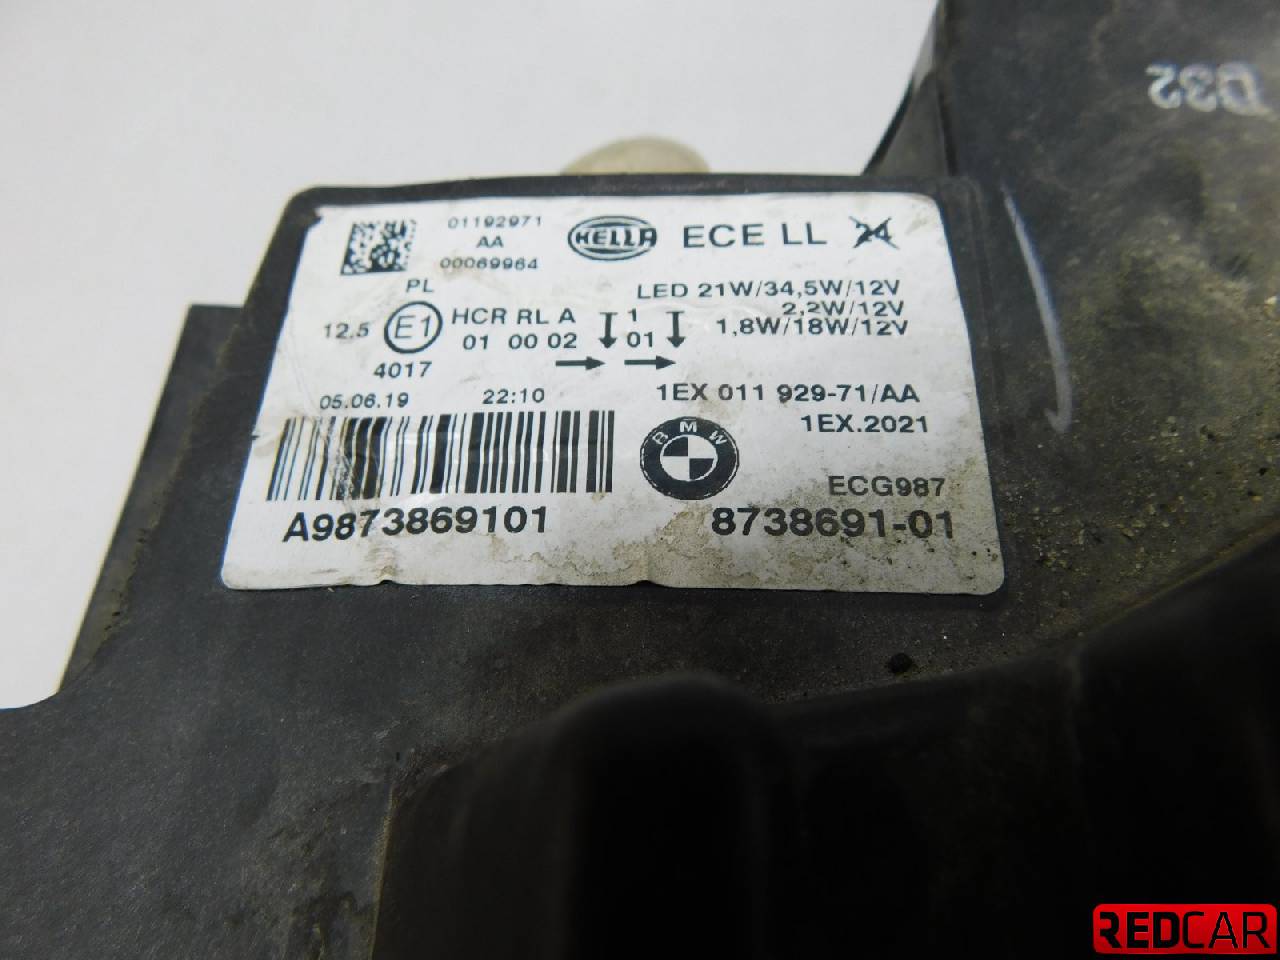 01192971
AA
00069964
HELLA
ECE LL 24
PL
LED 21W/34,5W/12V
2,2W/12V
1,8W/18W/12V
12,5 E1 HCR RL A 1
01 00 02 01
4017
05.06.19 22:10
1EX 011 929-71/AA
1EX.2021
BMW
ECG987
A9873869101
8738691-01
B32
REDCAR